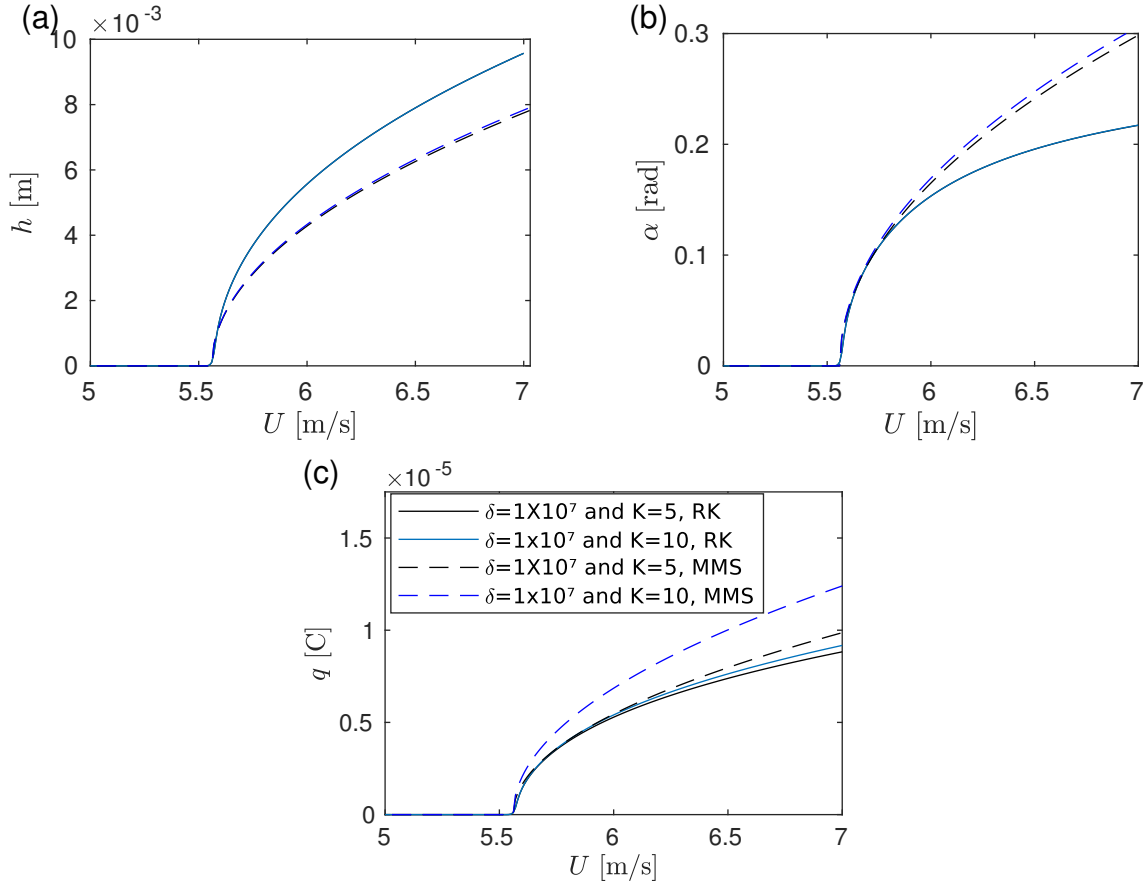 (a)
×10⁻³
10
8
6
4
2
0
h [m]
5 5.5 6 6.5 7
U [m/s]
(b)
0.3
0.2
0.1
0
α [rad]
5 5.5 6 6.5 7
U [m/s]
(c)
×10⁻⁵
1.5
1
0.5
0
q [C]
δ=1X10⁷ and K=5, RK
δ=1x10⁷ and K=10, RK
δ=1X10⁷ and K=5, MMS
δ=1x10⁷ and K=10, MMS
5 5.5 6 6.5 7
U [m/s]